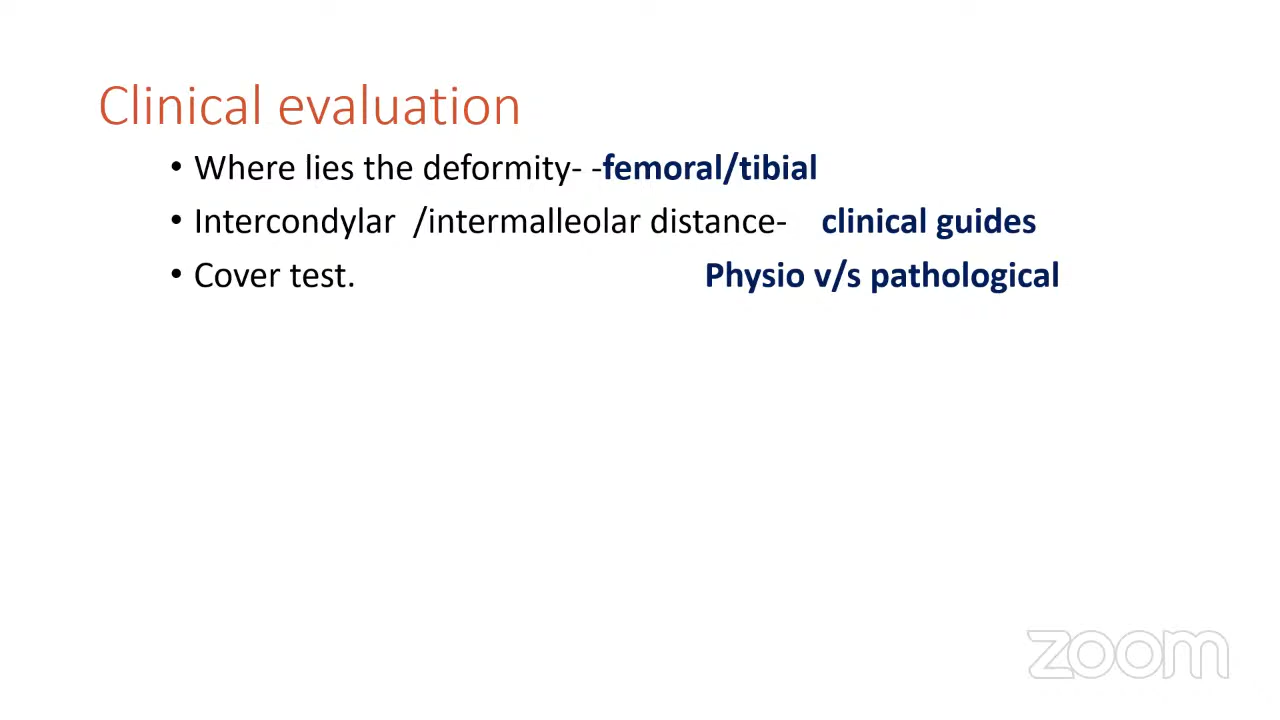 Clinical evaluation
• Where lies the deformity- -femoral/tibial
• Intercondylar /intermalleolar distance- clinical guides
• Cover test. Physio v/s pathological
zoom